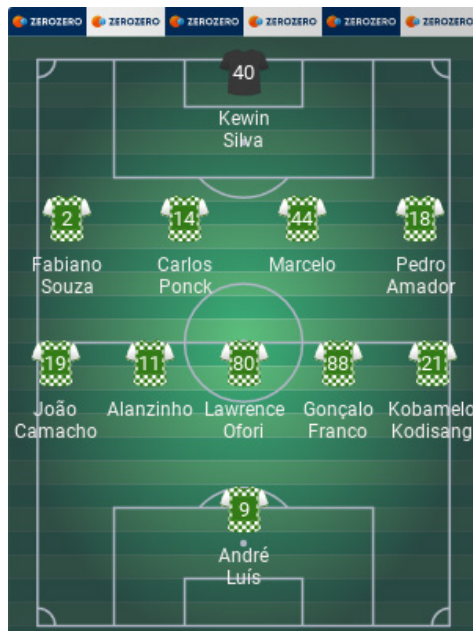 ZEROZERO ZEROZERO ZEROZERO ZEROZERO ZEROZERO ZEROZERO
40
Kewin
Silva
2 14 44 18
Fabiano Carlos Marcelo Pedro
Souza Ponck Amador
19 11 80 88 21
João Alanzinho Lawrence Gonçalo Kobamelo
Camacho Ofori Franco Kodisang
9
André
Luís